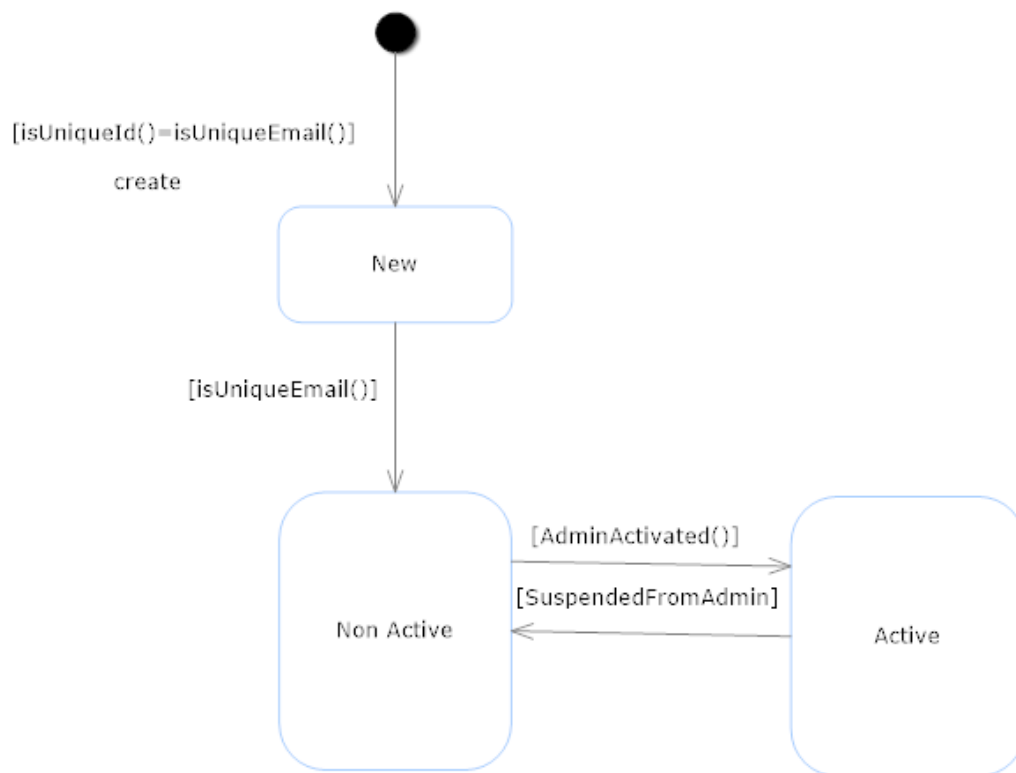 [isUniqueId()=isUniqueEmail()]
create
New
[isUniqueEmail()]
[AdminActivated()]
[SuspendedFromAdmin]
Non Active
Active